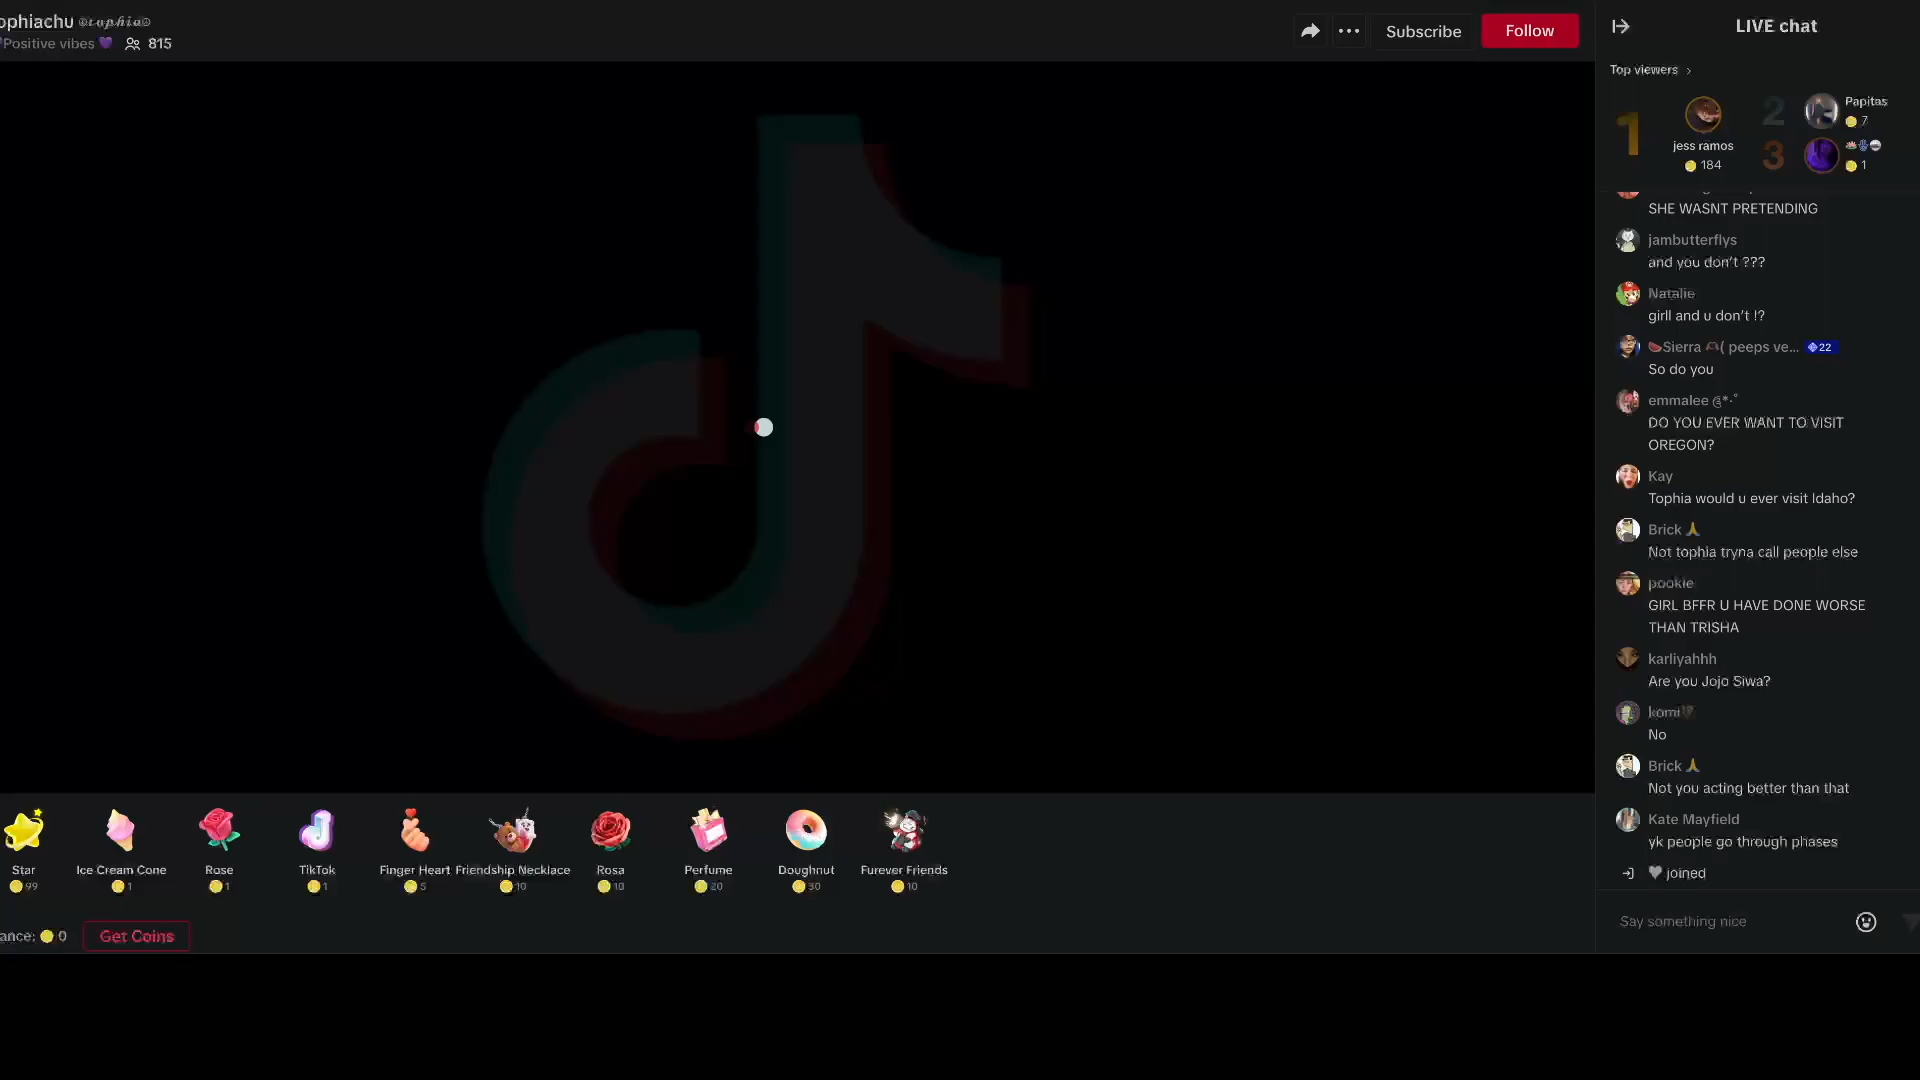 ophiachu @𝓽𝓸𝓹𝓱𝓲𝓪
Positive vibes 💜 815
Subscribe
Follow
LIVE chat
Top viewers >
1
jess ramos
184
2
Papitas
7
3
1
SHE WASNT PRETENDING
jambutterflys
and you don't ???
Natalie
girll and u don't !?
🍉Sierra 🫶🏾( peeps ve... 22
So do you
emmalee
DO YOU EVER WANT TO VISIT
OREGON?
Kay
Tophia would u ever visit Idaho?
Brick 🙏
Not tophia tryna call people else
pookie
GIRL BFFR U HAVE DONE WORSE
THAN TRISHA
karliyahhh
Are you Jojo Siwa?
No
Brick 🙏
Not you acting better than that
Kate Mayfield
yk people go through phases
🤍 joined
Say something nice
Star
99
Ice Cream Cone
1
Rose
1
TikTok
1
Finger Heart
5
Friendship Necklace
10
Rosa
10
Perfume
20
Doughnut
30
Furever Friends
10
ance: 0
Get Coins